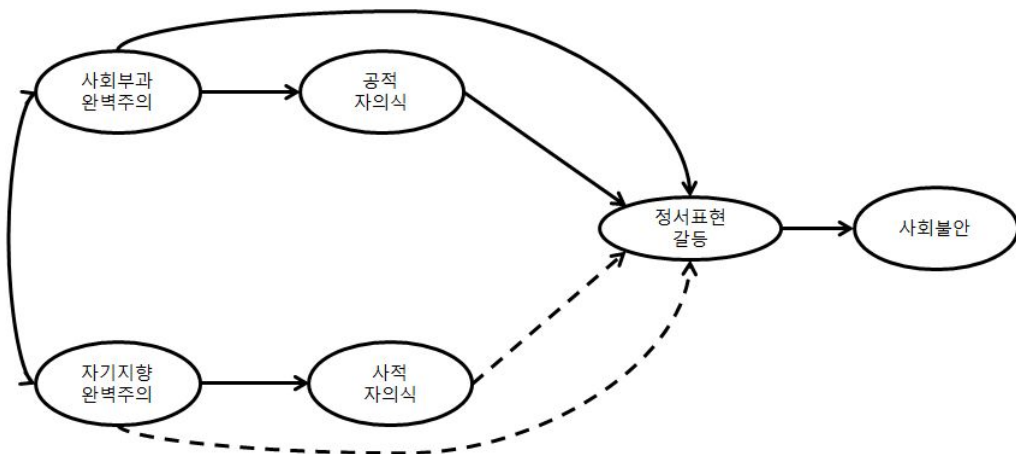 사회부과
완벽주의
공적
자의식
정서표현
갈등
사회불안
자기지향
완벽주의
사적
자의식